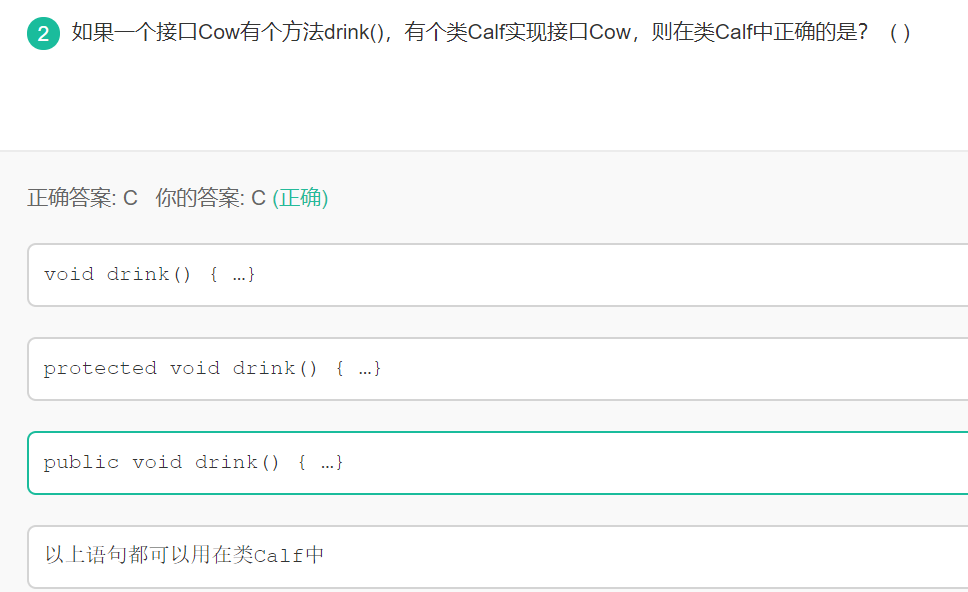 2 如果一个接口Cow有个方法drink()，有个类Calf实现接口Cow，则在类Calf中正确的是？ ( )
正确答案: C 你的答案: C (正确)
void drink() { …}
protected void drink() { …}
public void drink() { …}
以上语句都可以用在类Calf中